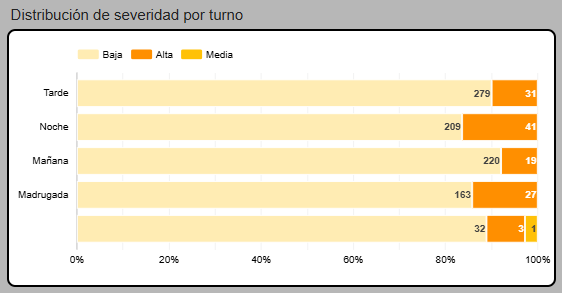 Distribución de severidad por turno
Baja Alta Media
Tarde 279 31
Noche 209 41
Mañana 220 19
Madrugada 163 27
32 3 1
0% 20% 40% 60% 80% 100%